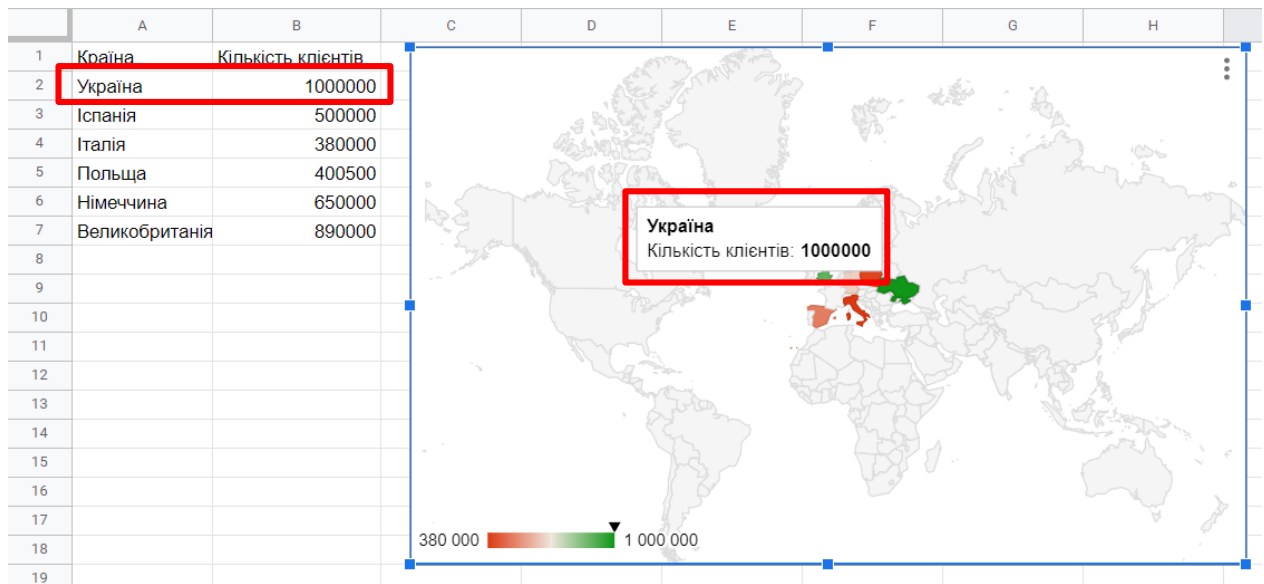 A B C D E F G H
1 Країна Кількість клієнтів
2 Україна 1000000
3 Іспанія 500000
4 Італія 380000
5 Польща 400500
6 Німеччина 650000
7 Великобританія 890000
8
9
10
11
12
13
14
15
16
17
18
19
Україна
Кількість клієнтів: 1000000
380 000 1 000 000